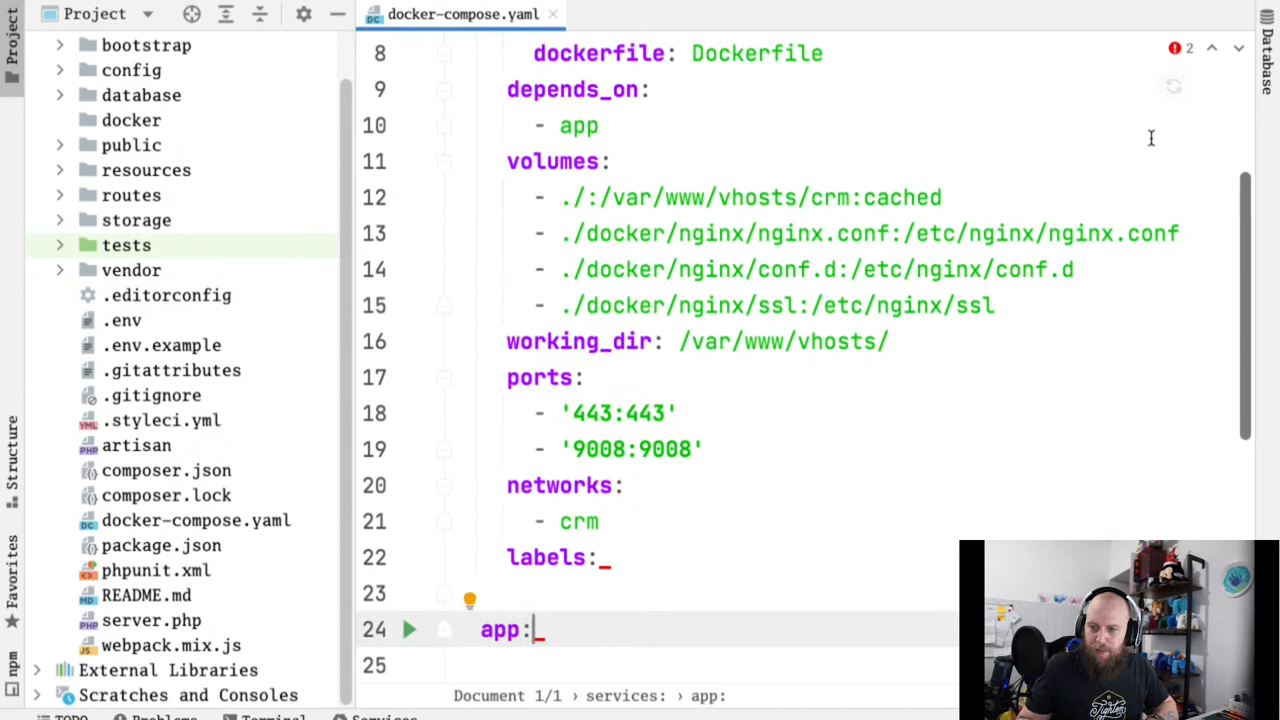 Project
docker-compose.yaml
Project
bootstrap
config
database
docker
public
resources
routes
storage
tests
vendor
.editorconfig
.env
.env.example
.gitattributes
.gitignore
.styleci.yml
artisan
composer.json
composer.lock
docker-compose.yaml
package.json
phpunit.xml
README.md
server.php
webpack.mix.js
External Libraries
Scratches and Consoles
Structure
Favorites
npm
8 dockerfile: Dockerfile
9 depends_on:
10 - app
11 volumes:
12 - ./:/var/www/vhosts/crm:cached
13 - ./docker/nginx/nginx.conf:/etc/nginx/nginx.conf
14 - ./docker/nginx/conf.d:/etc/nginx/conf.d
15 - ./docker/nginx/ssl:/etc/nginx/ssl
16 working_dir: /var/www/vhosts/
17 ports:
18 - '443:443'
19 - '9008:9008'
20 networks:
21 - crm
22 labels:
23
24 app:
25
2
Database
Document 1/1 › services: › app:
TODO Problems Terminal Services